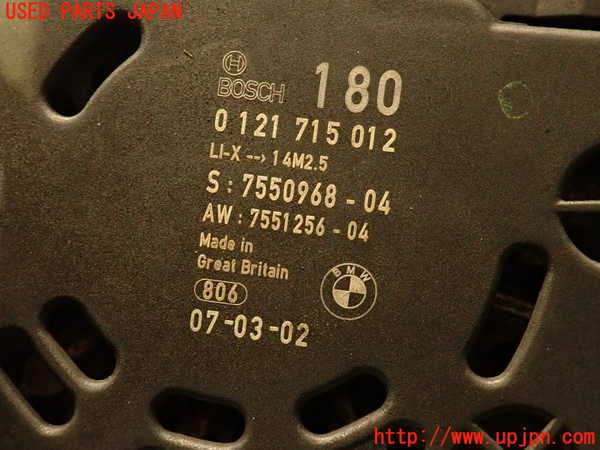 USED PARTS JAPAN
BOSCH 180
0 121 715 012
LI-X --> 14M2.5
S : 7550968 - 04
AW : 7551256 - 04
Made in
Great Britain
806
BMW
07-03-02
http://www.upjpn.com/